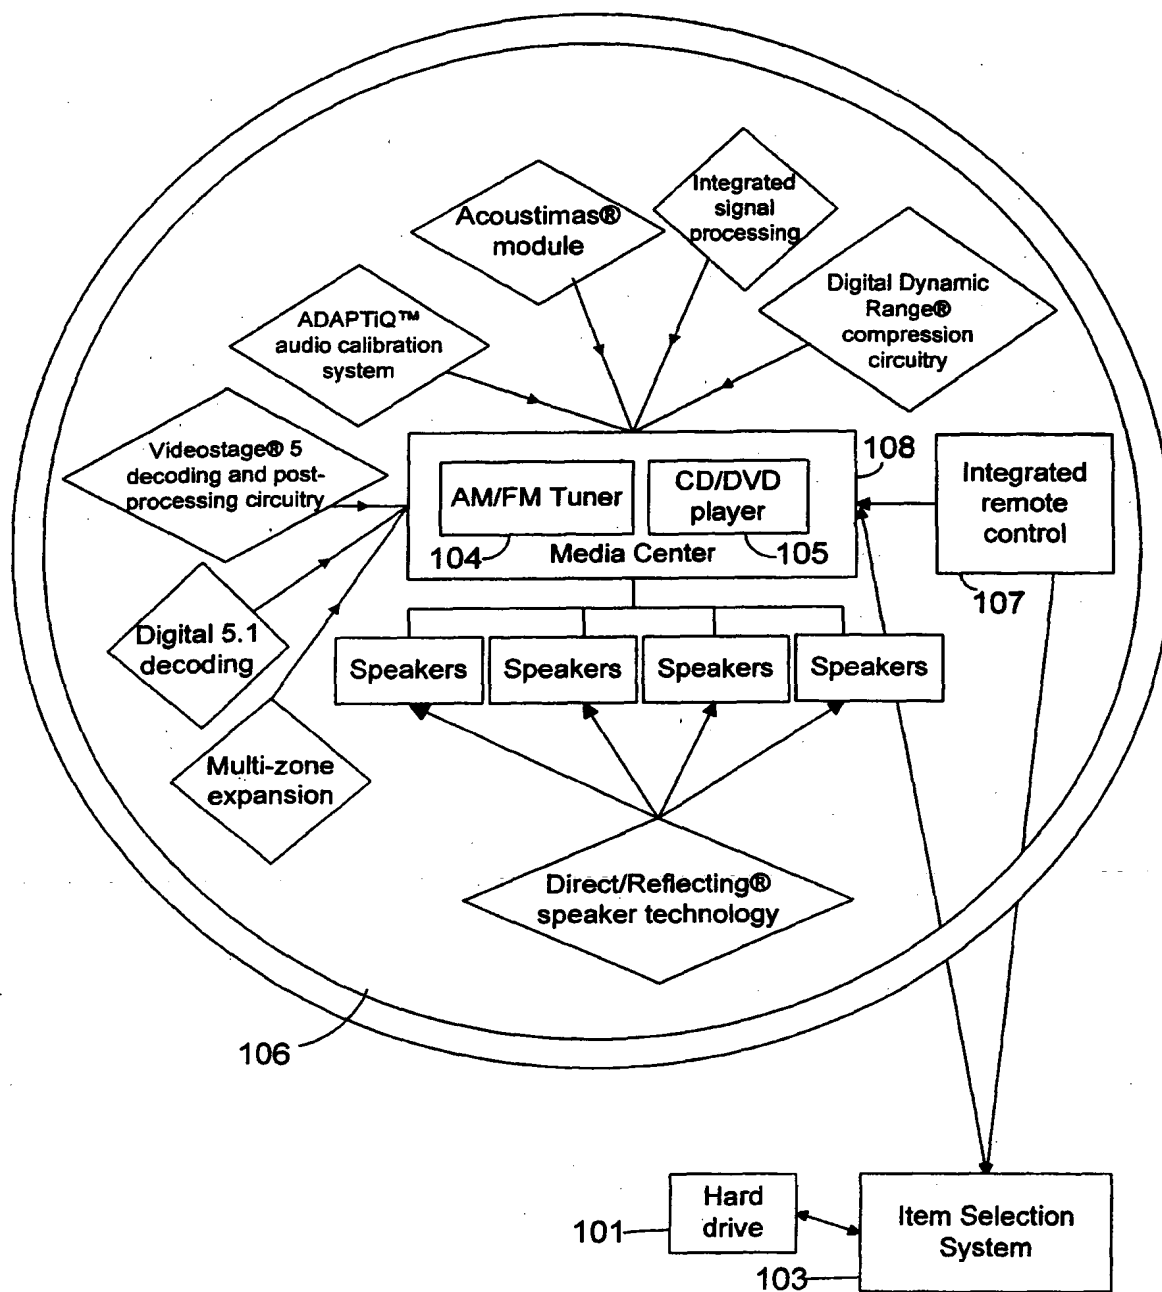 Acoustimas®
module
Integrated
signal
processing
ADAPTiQ™
audio calibration
system
Digital Dynamic
Range®
compression
circuitry
Videostage® 5
decoding and post-
processing circuitry
AM/FM Tuner
CD/DVD
player
104
Media Center
105
108
Integrated
remote
control
107
Digital 5.1
decoding
Speakers
Speakers
Speakers
Speakers
Multi-zone
expansion
Direct/Reflecting®
speaker technology
106
Hard
drive
101
Item Selection
System
103